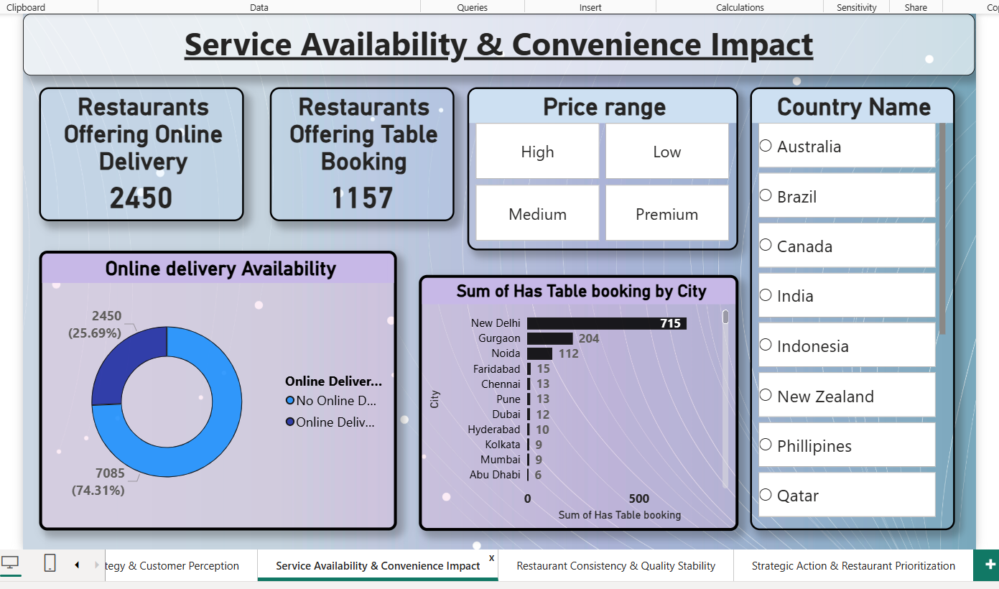 Clipboard
Data
Queries
Insert
Calculations
Sensitivity
Share
Service Availability & Convenience Impact
Restaurants
Offering Online
Delivery
2450
Restaurants
Offering Table
Booking
1157
Price range
High
Low
Medium
Premium
Country Name
Australia
Brazil
Canada
India
Indonesia
New Zealand
Phillipines
Qatar
Online delivery Availability
2450
(25.69%)
7085
(74.31%)
Online Deliver...
No Online D...
Online Deliv...
Sum of Has Table booking by City
City
New Delhi 715
Gurgaon 204
Noida 112
Faridabad 15
Chennai 13
Pune 13
Dubai 12
Hyderabad 10
Kolkata 9
Mumbai 9
Abu Dhabi 6
0 500
Sum of Has Table booking
tegy & Customer Perception
Service Availability & Convenience Impact
x
Restaurant Consistency & Quality Stability
Strategic Action & Restaurant Prioritization